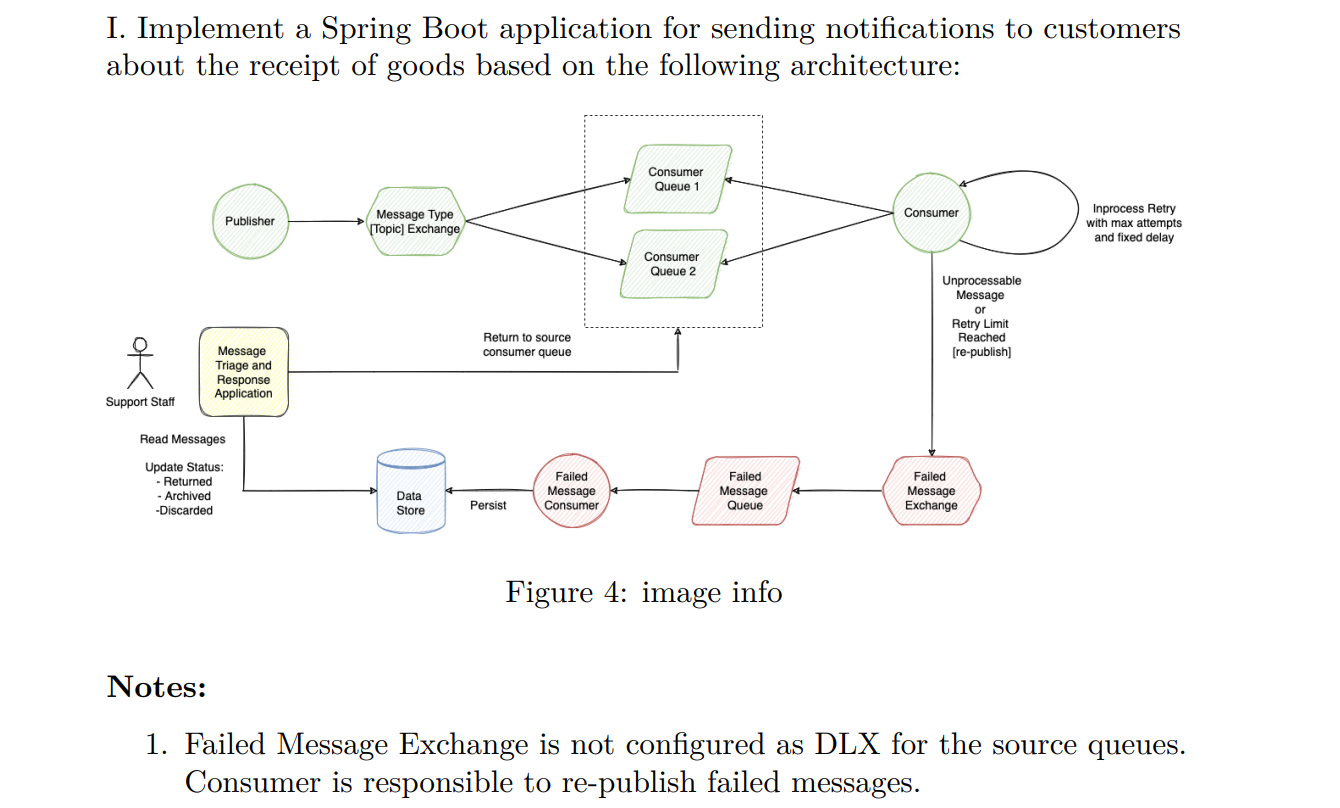 I. Implement a Spring Boot application for sending notifications to customers
about the receipt of goods based on the following architecture:
Consumer
Queue 1
Publisher
Message Type
[Topic] Exchange
Consumer
Inprocess Retry
with max attempts
and fixed delay
Consumer
Queue 2
Unprocessable
Message
or
Retry Limit
Reached
[re-publish]
Return to source
consumer queue
Message
Triage and
Response
Application
Support Staff
Read Messages
Update Status:
- Returned
- Archived
-Discarded
Data
Store
Persist
Failed
Message
Consumer
Failed
Message
Queue
Failed
Message
Exchange
Figure 4: image info
Notes:
1. Failed Message Exchange is not configured as DLX for the source queues.
Consumer is responsible to re-publish failed messages.